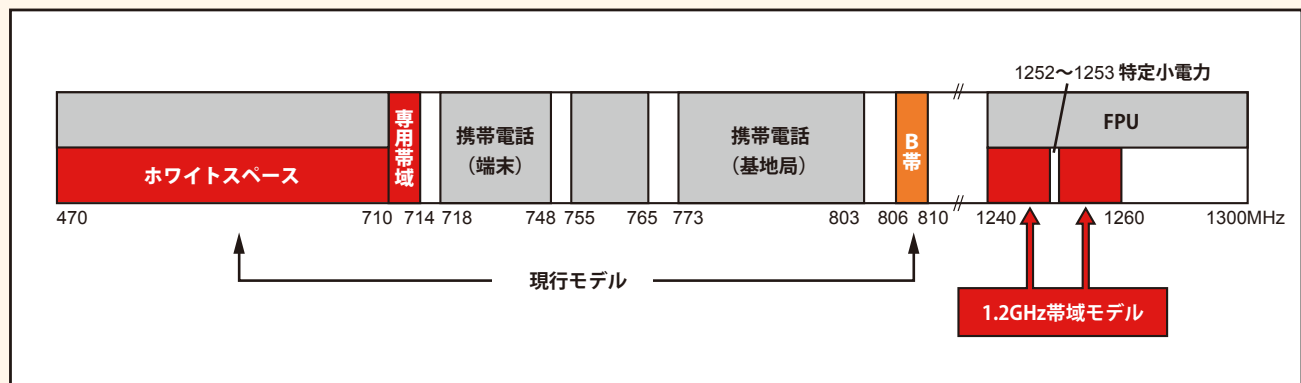 1252〜1253 特定小電力
専用帯域
携帯電話
（端末）
携帯電話
（基地局）
B帯
FPU
ホワイトスペース
470 710 714 718 748 755 765 773 803 806 810 1240 1260 1300MHz
現行モデル
1.2GHz帯域モデル